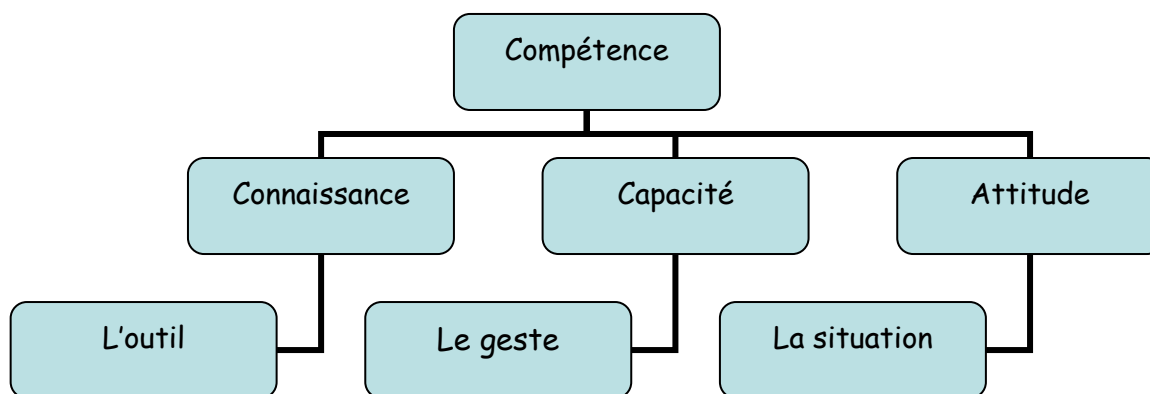 Compétence
Connaissance
Capacité
Attitude
L'outil
Le geste
La situation